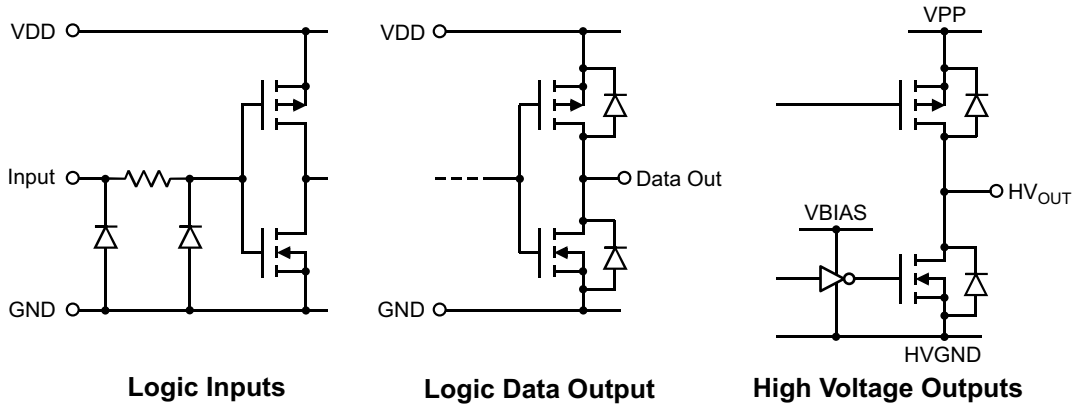 VDD
Input
GND
Logic Inputs
VDD
Data Out
GND
Logic Data Output
VPP
HVOUT
VBIAS
HVGND
High Voltage Outputs